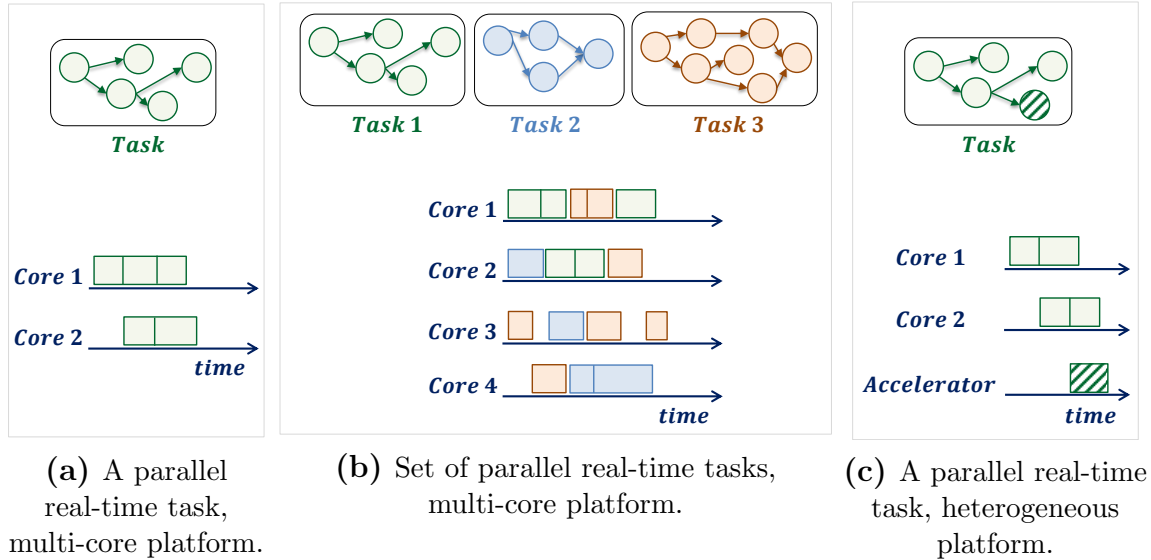 Task
Core 1
Core 2
time
(a) A parallel
real-time task,
multi-core platform.
Task 1
Task 2
Task 3
Core 1
Core 2
Core 3
Core 4
time
(b) Set of parallel real-time tasks,
multi-core platform.
Task
Core 1
Core 2
Accelerator
time
(c) A parallel real-time
task, heterogeneous
platform.